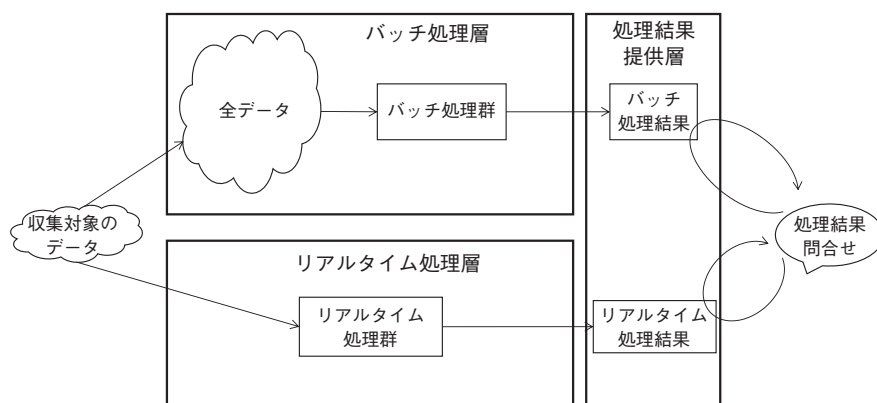 バッチ処理層
全データ
バッチ処理群
処理結果
提供層
バッチ
処理結果
収集対象の
データ
処理結果
問合せ
リアルタイム処理層
リアルタイム
処理群
リアルタイム
処理結果